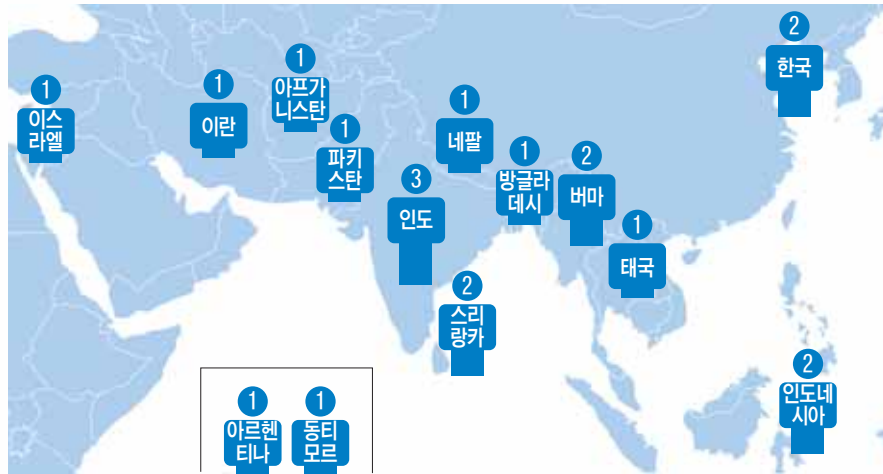 2
한국
1
아프가
니스탄
1
이스
라엘
1
이란
1
네팔
1
파키
스탄
1
방글라
데시
2
버마
3
인도
1
태국
2
스리
랑카
2
인도네
시아
1
아르헨
티나
1
동티
모르